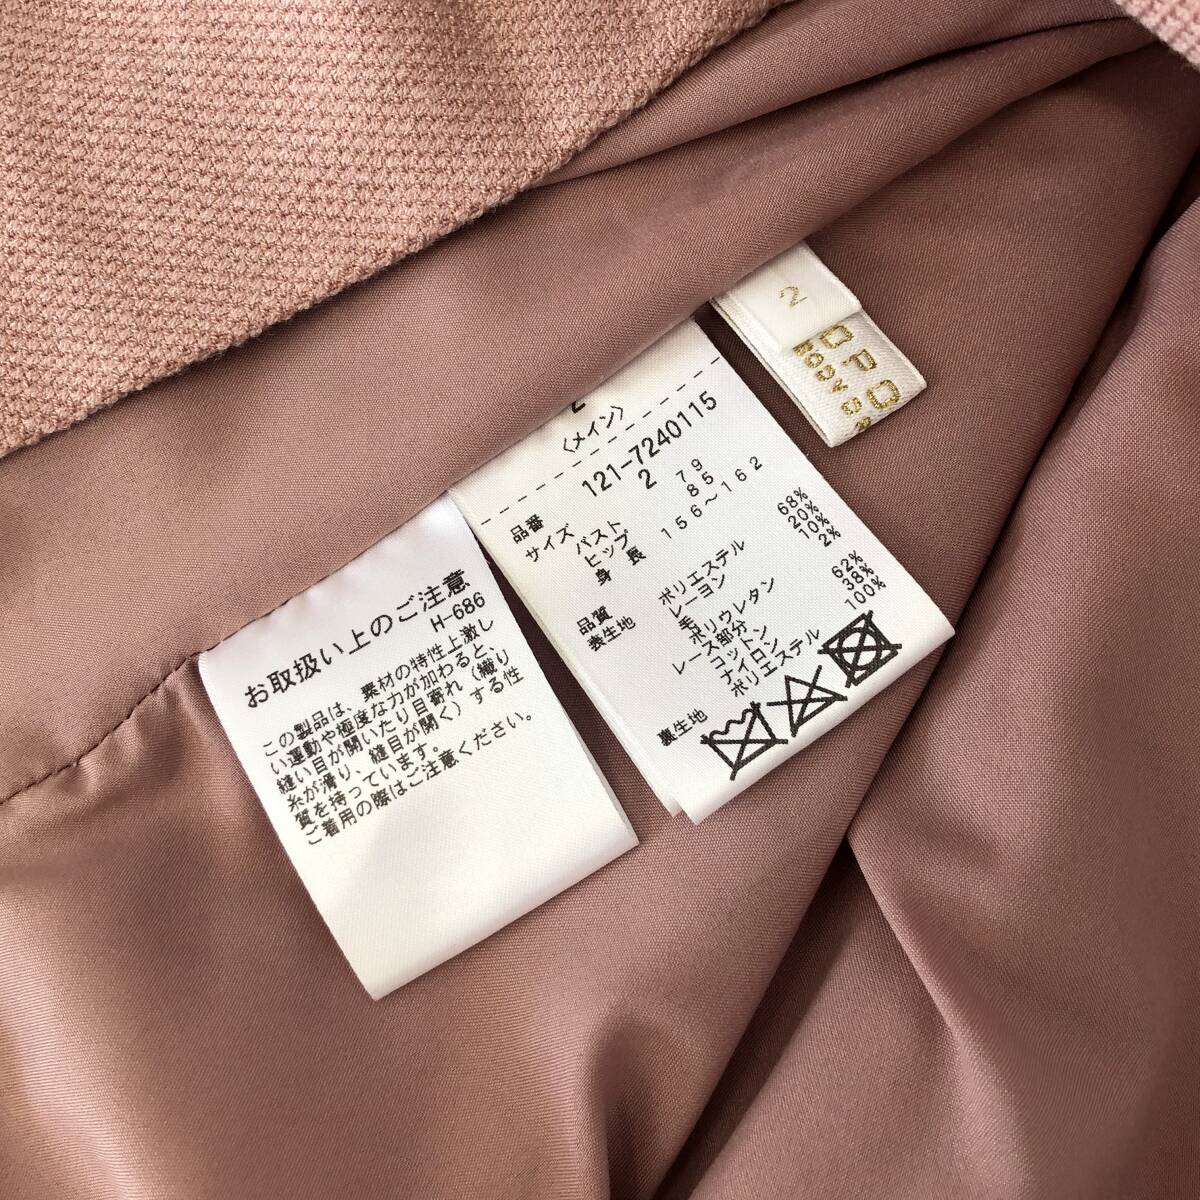 お取扱い上のご注意
H-686
この製品は、素材の特性上激し
い運動や極度な力が加わると、
縫い目が開いたり目寄れ（織り
糸が滑り、縫目が開く）する性
質を持っています。
ご着用の際はご注意ください。
2
〈メイン〉
品番 121-7240115
サイズ 2
バスト 79
ヒップ 85
身長 156～162
品質
表生地 ポリエステル 68%
レーヨン 20%
毛 10%
ポリウレタン 2%
レース部分
コットン 62%
ナイロン 38%
裏生地 ポリエステル 100%
2